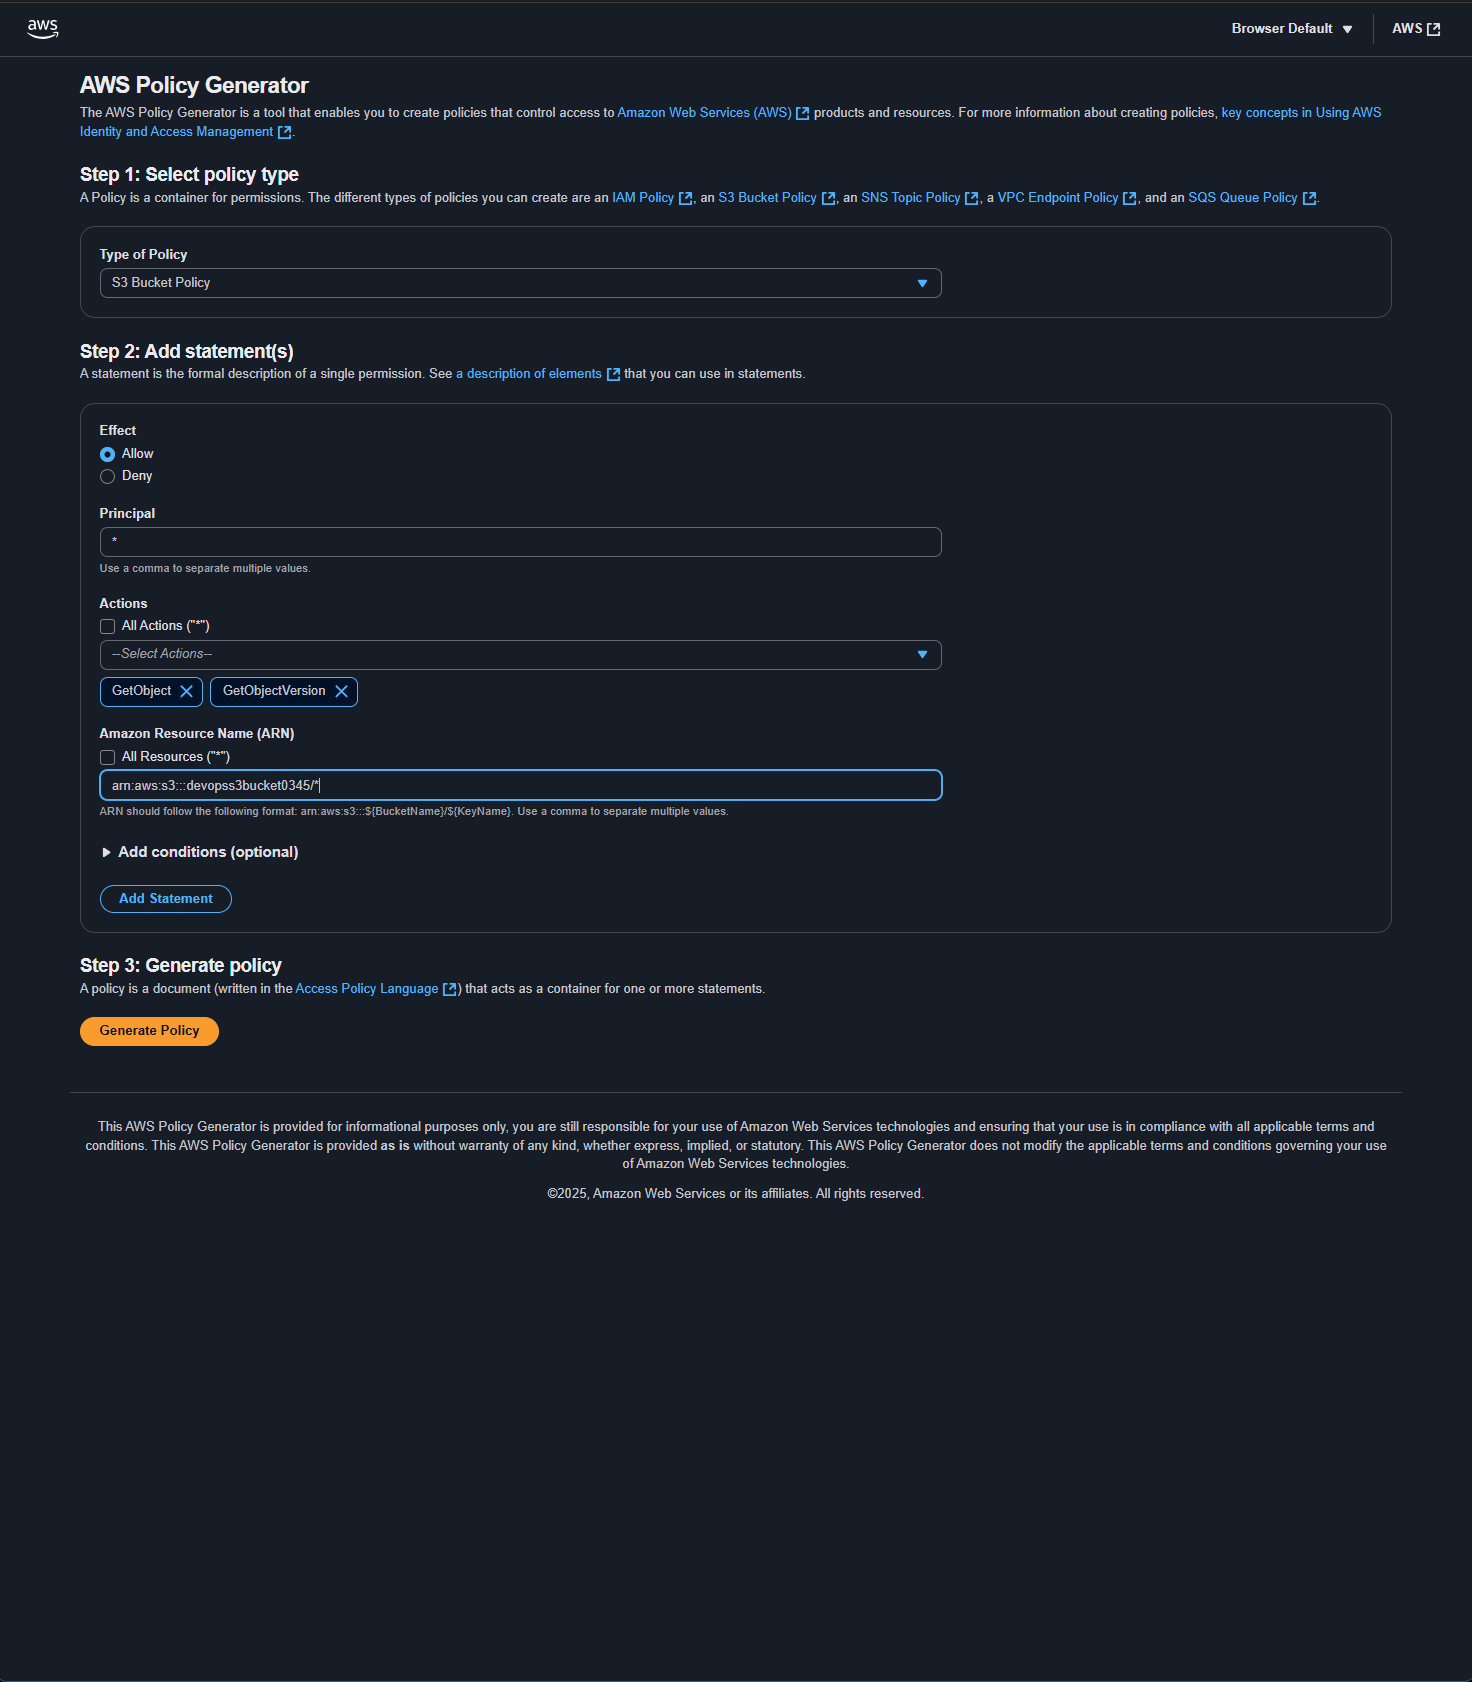 aws
Browser Default
AWS
AWS Policy Generator
The AWS Policy Generator is a tool that enables you to create policies that control access to Amazon Web Services (AWS) products and resources. For more information about creating policies, key concepts in Using AWS
Identity and Access Management .
Step 1: Select policy type
A Policy is a container for permissions. The different types of policies you can create are an IAM Policy , an S3 Bucket Policy , an SNS Topic Policy , a VPC Endpoint Policy , and an SQS Queue Policy .
Type of Policy
S3 Bucket Policy
Step 2: Add statement(s)
A statement is the formal description of a single permission. See a description of elements that you can use in statements.
Effect
Allow
Deny
Principal
*
Use a comma to separate multiple values.
Actions
All Actions ("*")
--Select Actions--
GetObject GetObjectVersion
Amazon Resource Name (ARN)
All Resources ("*")
arn:aws:s3:::devopss3bucket0345/*
ARN should follow the following format: arn:aws:s3:::${BucketName}/${KeyName}. Use a comma to separate multiple values.
Add conditions (optional)
Add Statement
Step 3: Generate policy
A policy is a document (written in the Access Policy Language ) that acts as a container for one or more statements.
Generate Policy
This AWS Policy Generator is provided for informational purposes only, you are still responsible for your use of Amazon Web Services technologies and ensuring that your use is in compliance with all applicable terms and
conditions. This AWS Policy Generator is provided as is without warranty of any kind, whether express, implied, or statutory. This AWS Policy Generator does not modify the applicable terms and conditions governing your use
of Amazon Web Services technologies.
©2025, Amazon Web Services or its affiliates. All rights reserved.